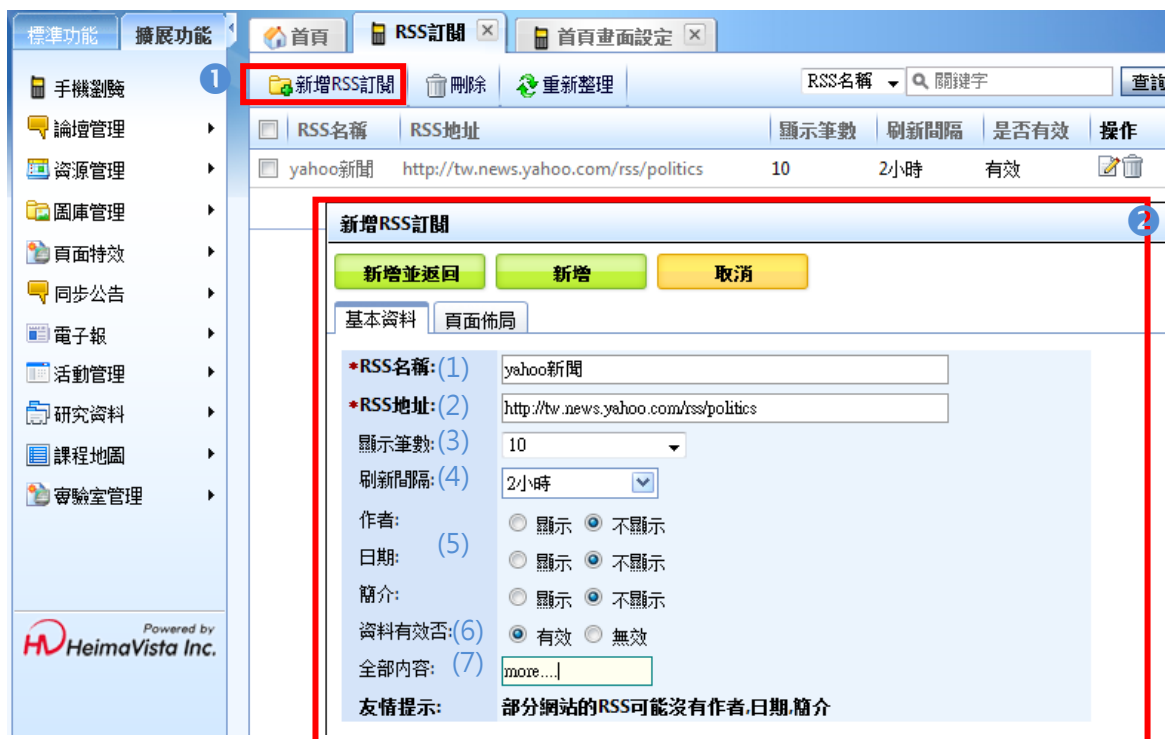 標準功能 擴展功能 首頁 RSS訂閱 首頁畫面設定
1 新增RSS訂閱 刪除 重新整理 RSS名稱 關鍵字 查詢
手機瀏覽
論壇管理
資源管理
圖庫管理
頁面特效
同步公告
電子報
活動管理
研究資料
課程地圖
實驗室管理
Powered by
HeimaVista Inc.
RSS名稱 RSS地址 顯示筆數 刷新間隔 是否有效 操作
yahoo新聞 http://tw.news.yahoo.com/rss/politics 10 2小時 有效
新增RSS訂閱 2
新增並返回 新增 取消
基本資料 頁面佈局
*RSS名稱:(1) yahoo新聞
*RSS地址:(2) http://tw.news.yahoo.com/rss/politics
顯示筆數:(3) 10
刷新間隔:(4) 2小時
作者: 顯示 不顯示
(5)
日期: 顯示 不顯示
簡介: 顯示 不顯示
資料有效否:(6) 有效 無效
全部內容: (7) more....
友情提示: 部分網站的RSS可能沒有作者,日期,簡介